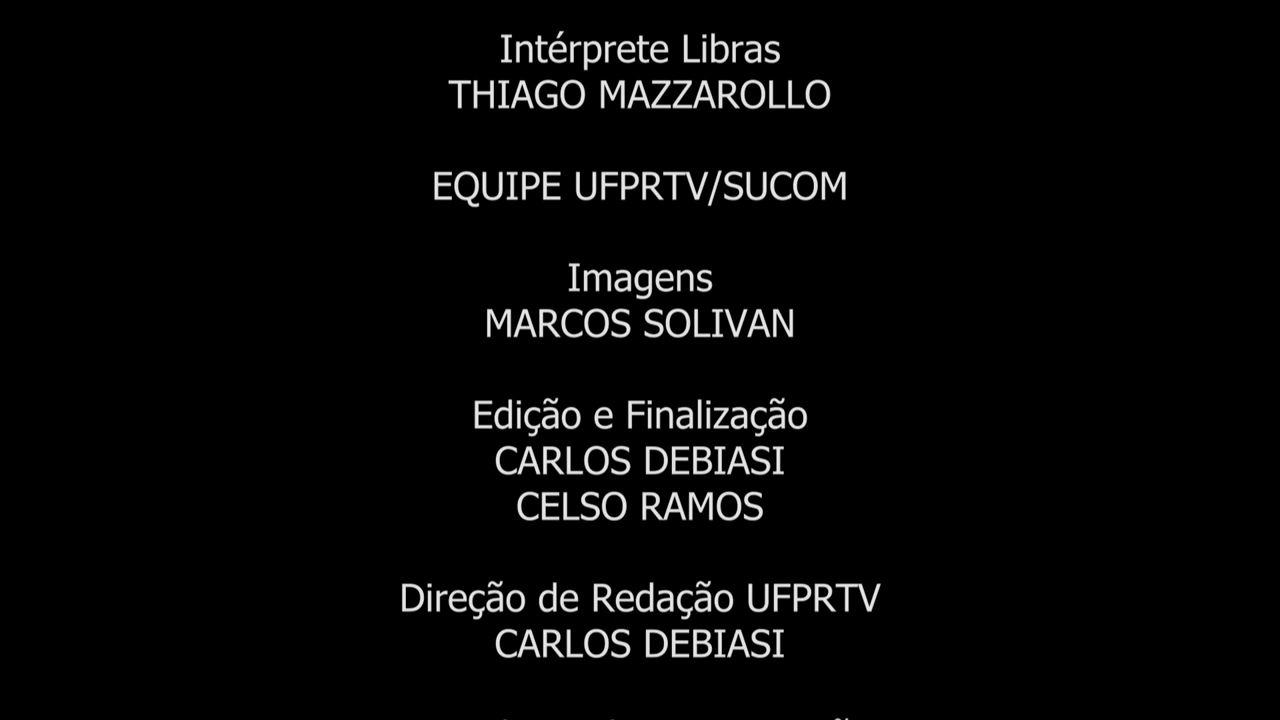 Intérprete Libras
THIAGO MAZZAROLLO
EQUIPE UFPRTV/SUCOM
Imagens
MARCOS SOLIVAN
Edição e Finalização
CARLOS DEBIASI
CELSO RAMOS
Direção de Redação UFPRTV
CARLOS DEBIASI